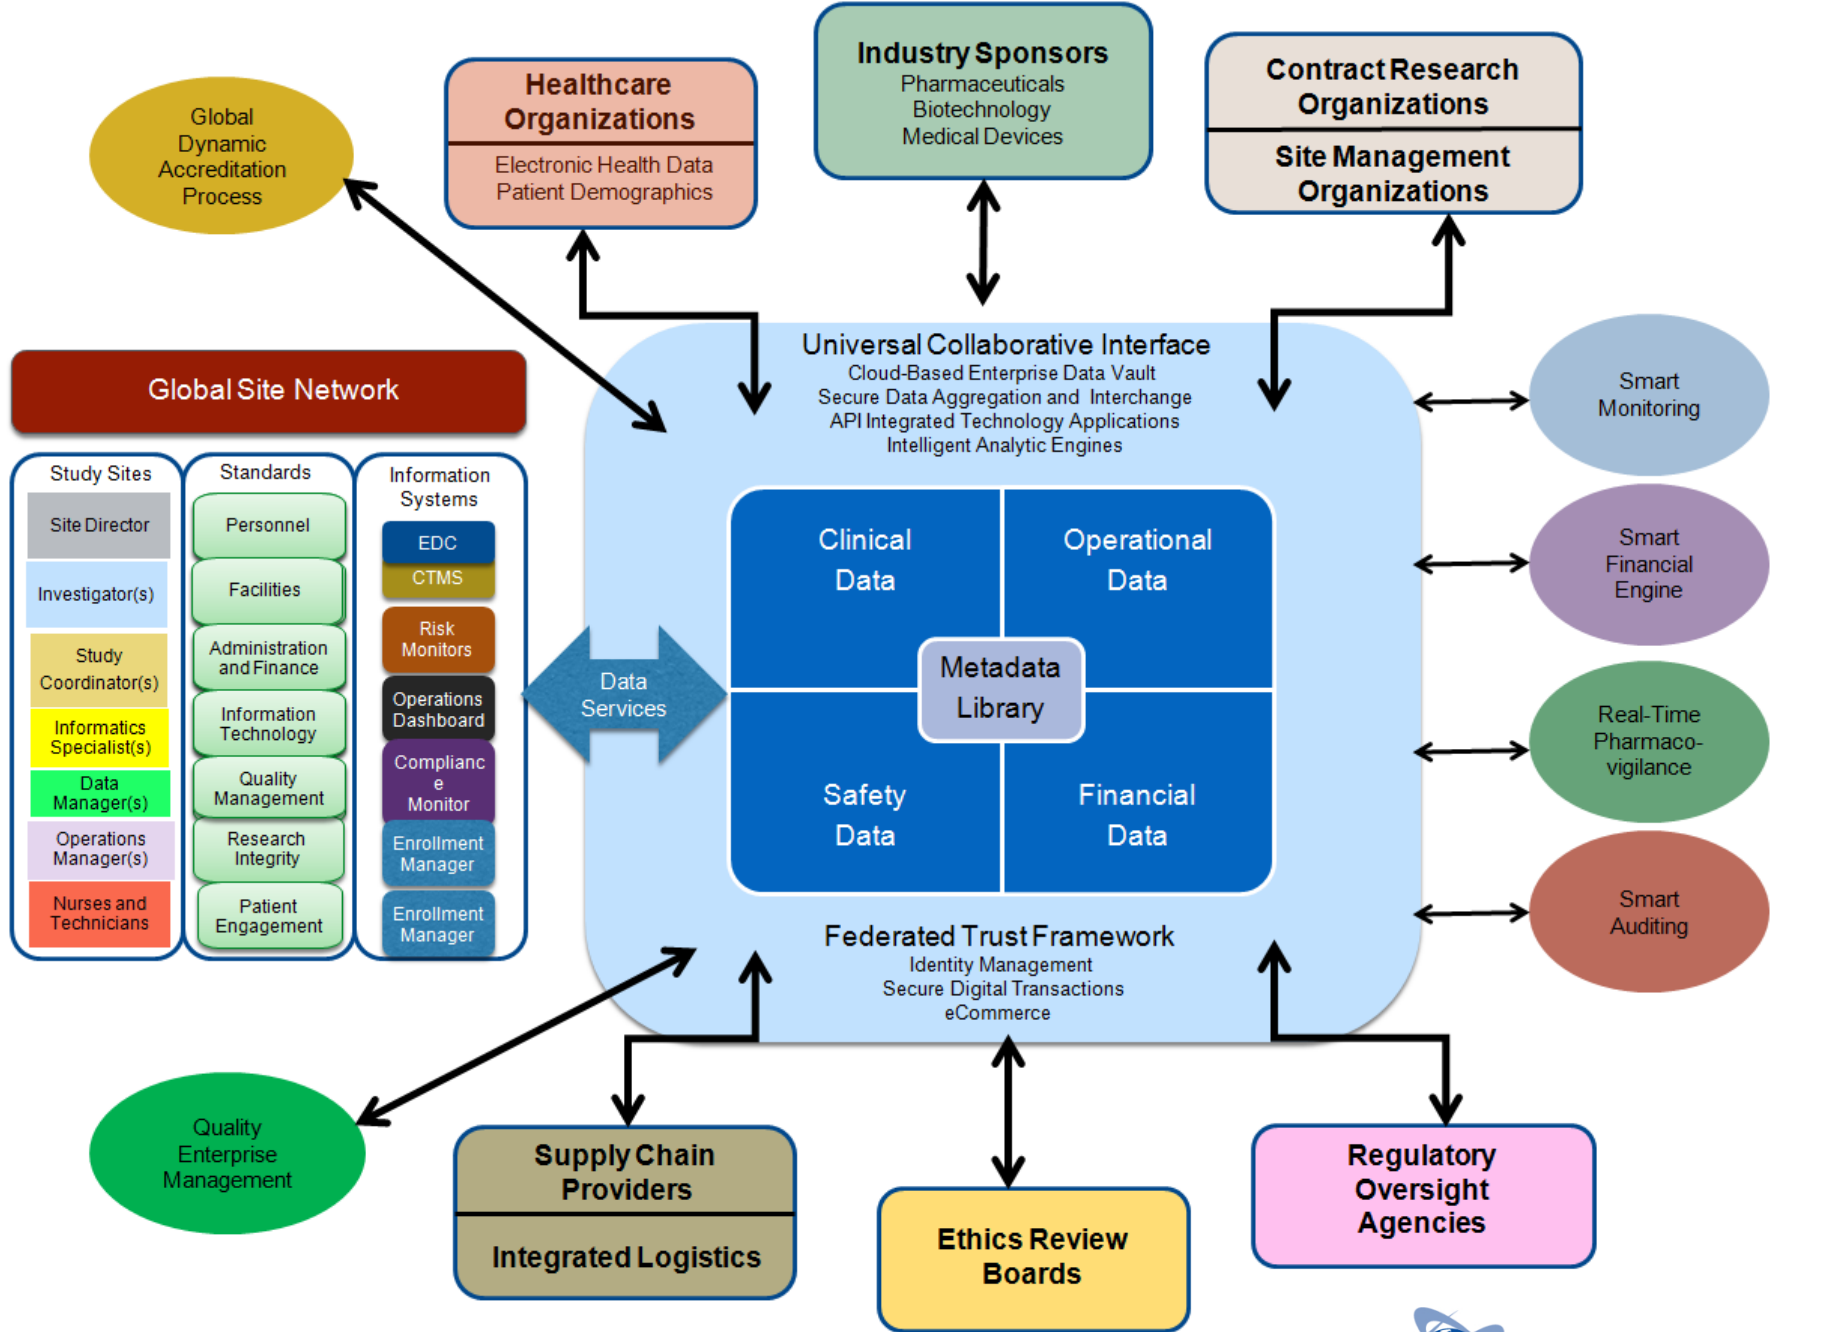 Global
Dynamic
Accreditation
Process
Healthcare
Organizations
Electronic Health Data
Patient Demographics
Industry Sponsors
Pharmaceuticals
Biotechnology
Medical Devices
Contract Research
Organizations
Site Management
Organizations
Global Site Network
Study Sites
Site Director
Investigator(s)
Study
Coordinator(s)
Informatics
Specialist(s)
Data
Manager(s)
Operations
Manager(s)
Nurses and
Technicians
Standards
Personnel
Facilities
Administration
and Finance
Information
Technology
Quality
Management
Research
Integrity
Patient
Engagement
Information
Systems
EDC
CTMS
Risk
Monitors
Operations
Dashboard
Complianc
e
Monitor
Enrollment
Manager
Enrollment
Manager
Data
Services
Universal Collaborative Interface
Cloud-Based Enterprise Data Vault
Secure Data Aggregation and Interchange
API Integrated Technology Applications
Intelligent Analytic Engines
Clinical
Data
Operational
Data
Metadata
Library
Safety
Data
Financial
Data
Federated Trust Framework
Identity Management
Secure Digital Transactions
eCommerce
Smart
Monitoring
Smart
Financial
Engine
Real-Time
Pharmaco-
vigilance
Smart
Auditing
Quality
Enterprise
Management
Supply Chain
Providers
Integrated Logistics
Ethics Review
Boards
Regulatory
Oversight
Agencies